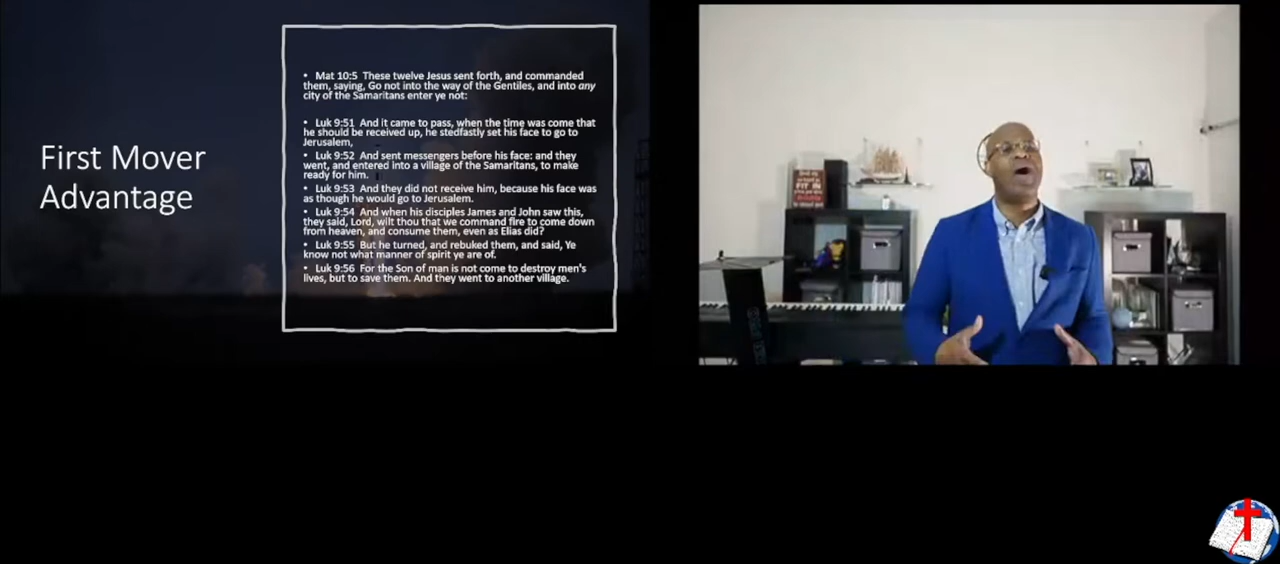 First Mover
Advantage
• Mat 10:5 These twelve Jesus sent forth, and commanded
them, saying, Go not into the way of the Gentiles, and into any
city of the Samaritans enter ye not:
• Luk 9:51 And it came to pass, when the time was come that
he should be received up, he stedfastly set his face to go to
Jerusalem,
• Luk 9:52 And sent messengers before his face: and they
went, and entered into a village of the Samaritans, to make
ready for him.
• Luk 9:53 And they did not receive him, because his face was
as though he would go to Jerusalem.
• Luk 9:54 And when his disciples James and John saw this,
they said, Lord, wilt thou that we command fire to come down
from heaven, and consume them, even as Elias did?
• Luk 9:55 But he turned, and rebuked them, and said, Ye
know not what manner of spirit ye are of.
• Luk 9:56 For the Son of man is not come to destroy men's
lives, but to save them. And they went to another village.
FIT IN